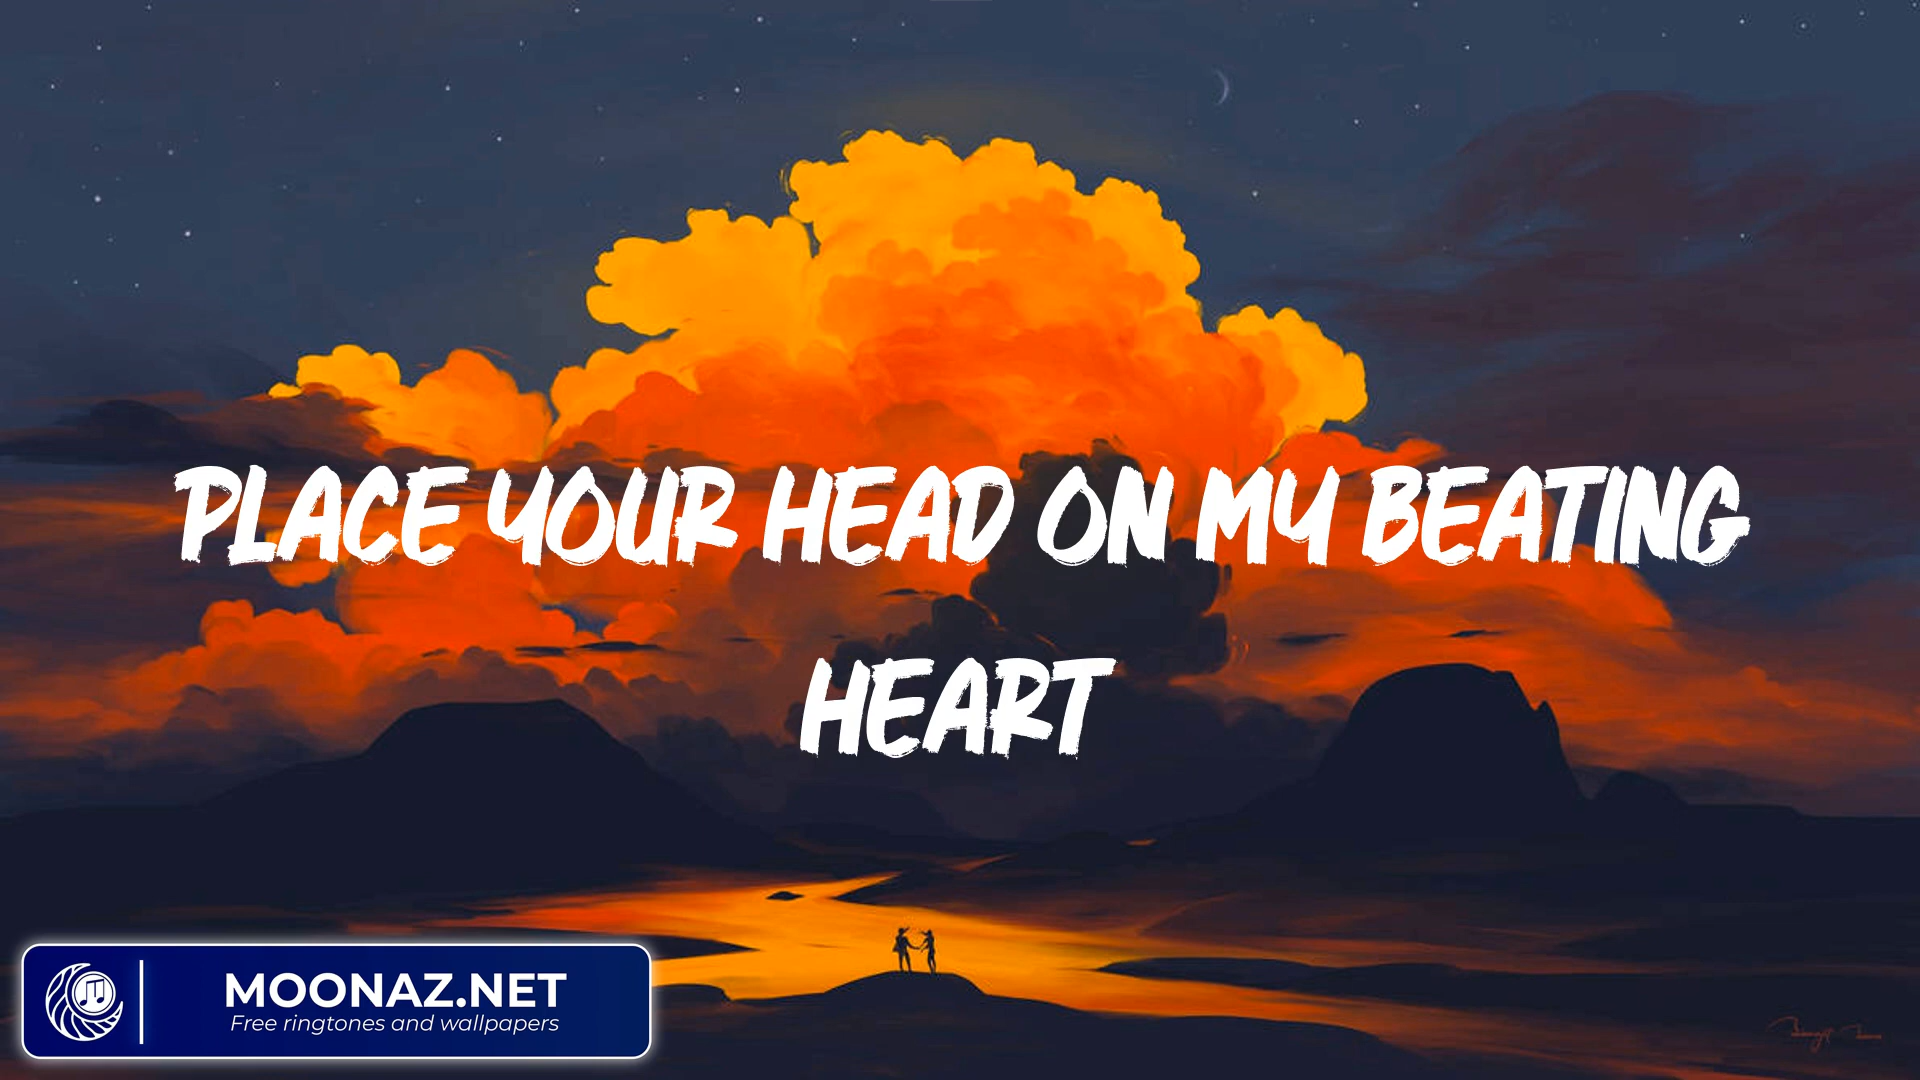 PLACE YOUR HEAD ON MY BEATING
HEART
MOONAZ.NET
Free ringtones and wallpapers